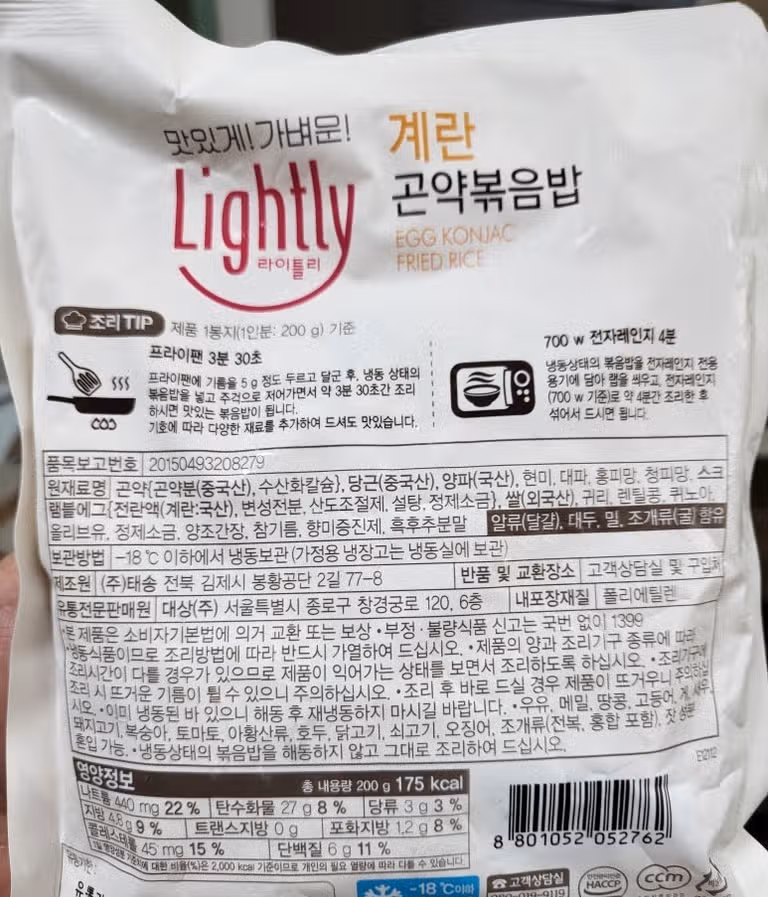 맛있게! 가벼운!
Lightly
라이틀리
계란
곤약볶음밥
EGG KONJAC
FRIED RICE
조리TIP 제품 1봉지(1인분: 200 g) 기준
프라이팬 3분 30초
프라이팬에 기름을 5 g 정도 두르고 달군 후, 냉동 상태의
볶음밥을 넣고 주걱으로 저어가면서 약 3분 30초간 조리
하시면 맛있는 볶음밥이 됩니다.
기호에 따라 다양한 재료를 추가하여 드셔도 맛있습니다.
700 w 전자레인지 4분
냉동상태의 볶음밥을 전자레인지 전용
용기에 담아 랩을 씌우고, 전자레인지
(700 w 기준)로 약 4분간 조리한 후
섞어서 드시면 됩니다.
품목보고번호 20150493208279
원재료명 곤약{곤약분(중국산), 수산화칼슘}, 당근(중국산), 양파(국산), 현미, 대파, 홍피망, 청피망, 스크
램블에그{전란액(계란:국산), 변성전분, 산도조절제, 설탕, 정제소금}, 쌀(외국산), 귀리, 렌틸콩, 퀴노아,
올리브유, 정제소금, 양조간장, 참기름, 향미증진제, 흑후추분말 알류(달걀), 대두, 밀, 조개류(굴) 함유
보관방법 -18 ℃ 이하에서 냉동보관 (가정용 냉장고는 냉동실에 보관)
제조원 (주)태송 전북 김제시 봉황공단 2길 77-8 반품 및 교환장소 고객상담실 및 구입처
유통전문판매원 대상(주) 서울특별시 종로구 창경궁로 120, 6층 내포장재질 폴리에틸렌
•본 제품은 소비자기본법에 의거 교환 또는 보상 •부정·불량식품 신고는 국번 없이 1399
•냉동식품이므로 조리방법에 따라 반드시 가열하여 드십시오. •제품의 양과 조리기구 종류에 따라
조리시간이 다를 경우가 있으므로 제품이 익어가는 상태를 보면서 조리하도록 하십시오. •조리기구에
조리 시 뜨거운 기름이 튈 수 있으니 주의하십시오. •조리 후 바로 드실 경우 제품이 뜨거우니 주의하십
시오. •이미 냉동된 바 있으니 해동 후 재냉동하지 마시길 바랍니다. •우유, 메밀, 땅콩, 고등어, 게, 새우,
돼지고기, 복숭아, 토마토, 아황산류, 호두, 닭고기, 쇠고기, 오징어, 조개류(전복, 홍합 포함), 잣 성분
혼입 가능. •냉동상태의 볶음밥을 해동하지 않고 그대로 조리하여 드십시오.
영양정보 총 내용량 200 g 175 kcal
나트륨 440 mg 22 % 탄수화물 27 g 8 % 당류 3 g 3 %
지방 4.8 g 9 % 트랜스지방 0 g 포화지방 1.2 g 8 %
콜레스테롤 45 mg 15 % 단백질 6 g 11 %
1일 영양성분 기준치에 대한 비율(%)은 2,000 kcal 기준이므로 개인의 필요 열량에 따라 다를 수 있습니다.
8 801052 052762
-18 ℃이하
고객상담실
HACCP
ccm